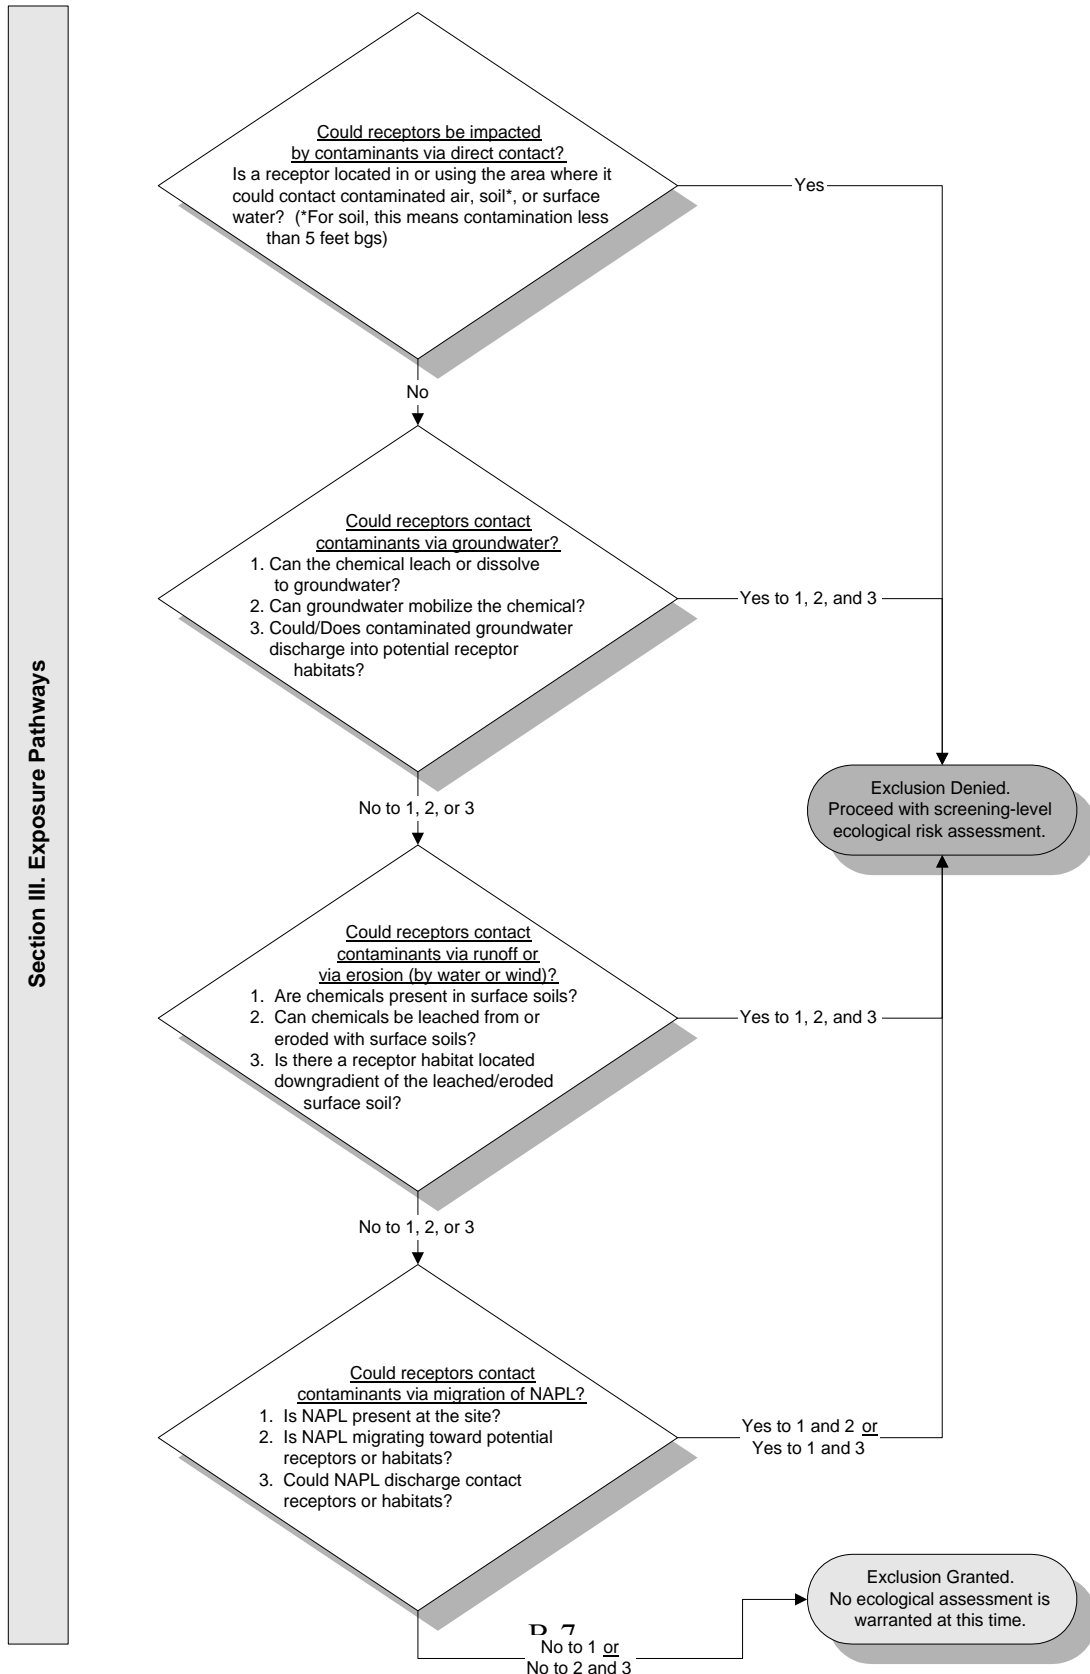 Section III. Exposure Pathways
Could receptors be impacted
by contaminants via direct contact?
Is a receptor located in or using the area where it
could contact contaminated air, soil*, or surface
water?  (*For soil, this means contamination less
than 5 feet bgs)
Yes
No
Could receptors contact
contaminants via groundwater?
1. Can the chemical leach or dissolve
to groundwater?
2. Can groundwater mobilize the chemical?
3. Could/Does contaminated groundwater
discharge into potential receptor
habitats?
Yes to 1, 2, and 3
No to 1, 2, or 3
Exclusion Denied.
Proceed with screening-level
ecological risk assessment.
Could receptors contact
contaminants via runoff or
via erosion (by water or wind)?
1. Are chemicals present in surface soils?
2. Can chemicals be leached from or
eroded with surface soils?
3. Is there a receptor habitat located
downgradient of the leached/eroded
surface soil?
Yes to 1, 2, and 3
No to 1, 2, or 3
Could receptors contact
contaminants via migration of NAPL?
1. Is NAPL present at the site?
2. Is NAPL migrating toward potential
receptors or habitats?
3. Could NAPL discharge contact
receptors or habitats?
Yes to 1 and 2 or
Yes to 1 and 3
Exclusion Granted.
No ecological assessment is
warranted at this time.
No to 1 or
No to 2 and 3